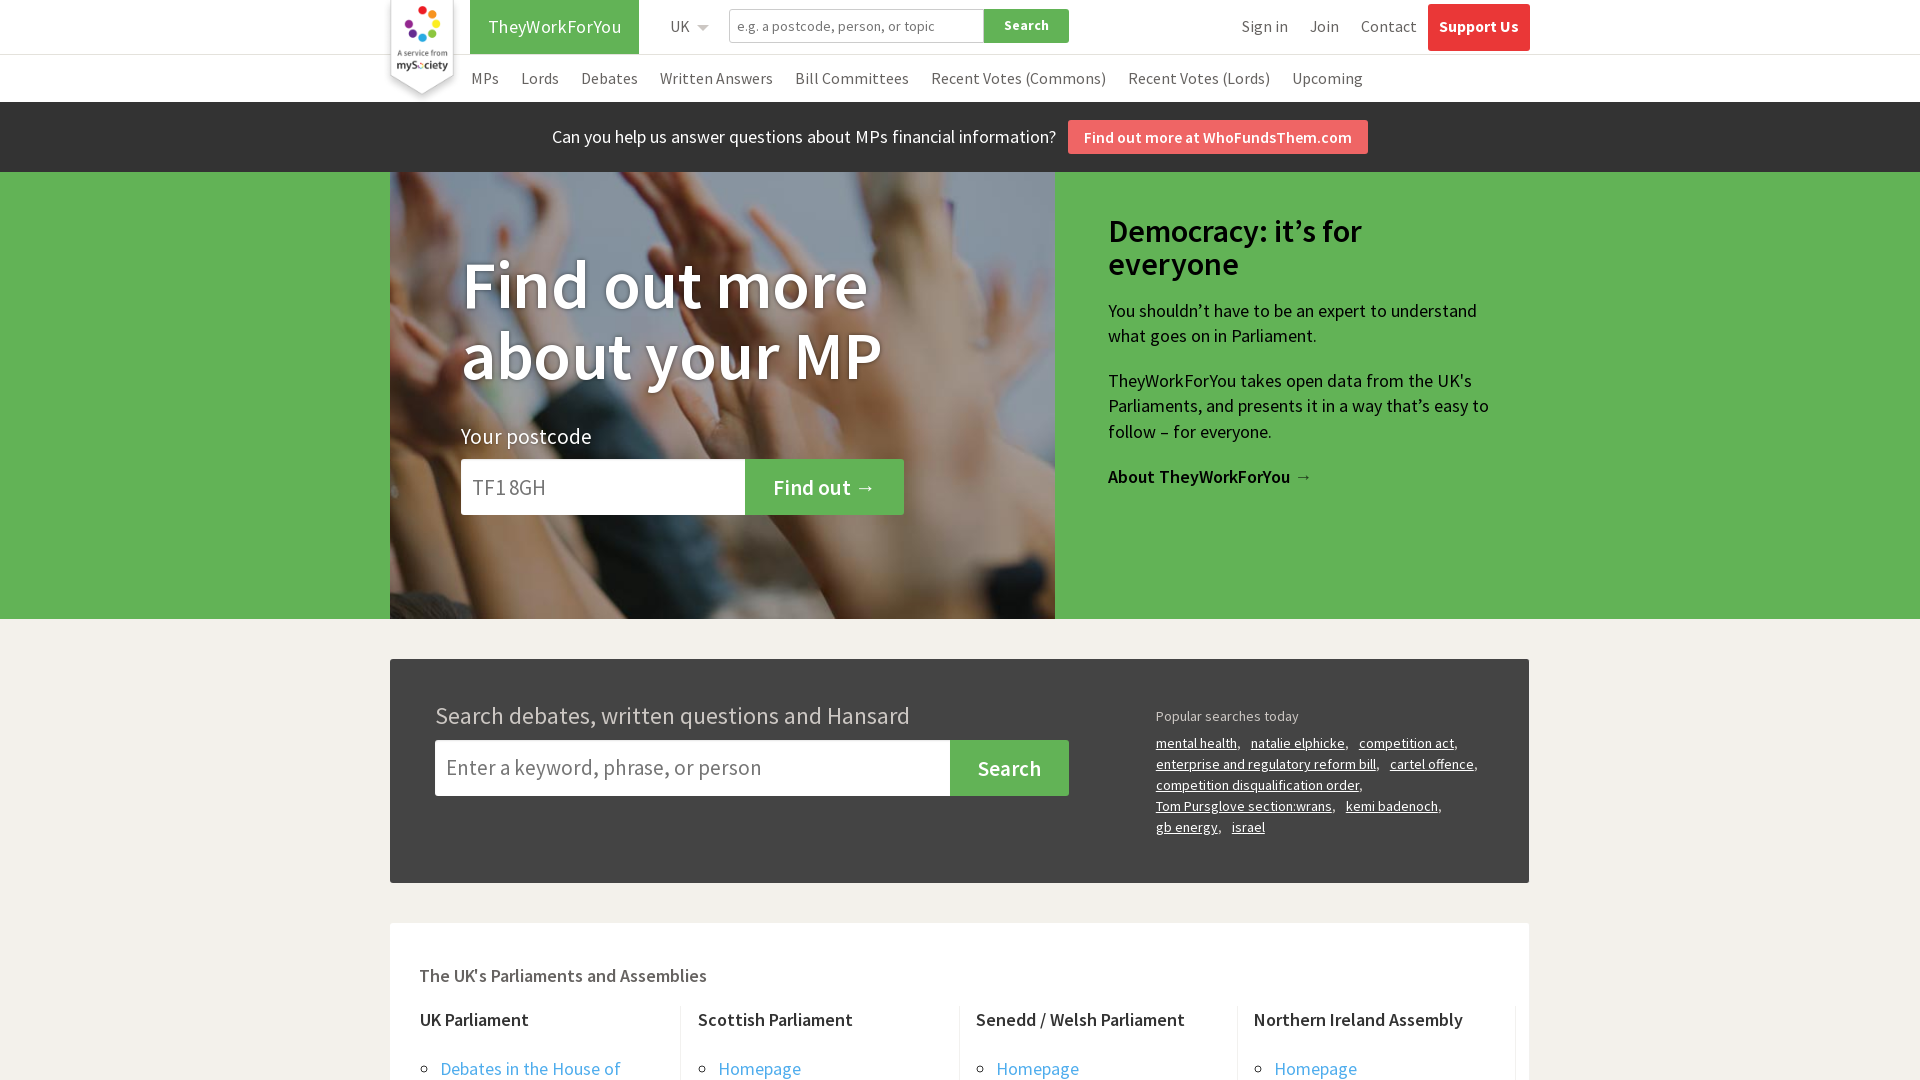 A service from
mySociety
TheyWorkForYou
UK
e.g. a postcode, person, or topic
Search
Sign in
Join
Contact
Support Us
MPs
Lords
Debates
Written Answers
Bill Committees
Recent Votes (Commons)
Recent Votes (Lords)
Upcoming
Can you help us answer questions about MPs financial information?
Find out more at WhoFundsThem.com
Find out more
about your MP
Your postcode
TF1 8GH
Find out →
Democracy: it’s for
everyone
You shouldn’t have to be an expert to understand
what goes on in Parliament.
TheyWorkForYou takes open data from the UK's
Parliaments, and presents it in a way that’s easy to
follow – for everyone.
About TheyWorkForYou →
Search debates, written questions and Hansard
Enter a keyword, phrase, or person
Search
Popular searches today
mental health, natalie elphicke, competition act,
enterprise and regulatory reform bill, cartel offence,
competition disqualification order,
Tom Pursglove section:wrans, kemi badenoch,
gb energy, israel
The UK's Parliaments and Assemblies
UK Parliament
Debates in the House of
Scottish Parliament
Homepage
Senedd / Welsh Parliament
Homepage
Northern Ireland Assembly
Homepage